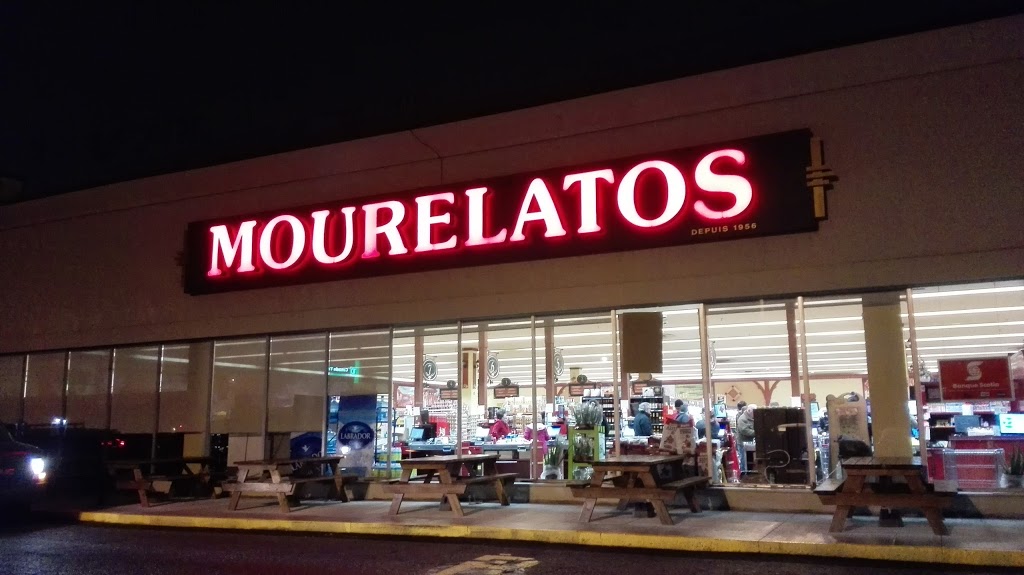 MOURELATOS
DEPUIS 1956
LABRADOR
Banque Scotia